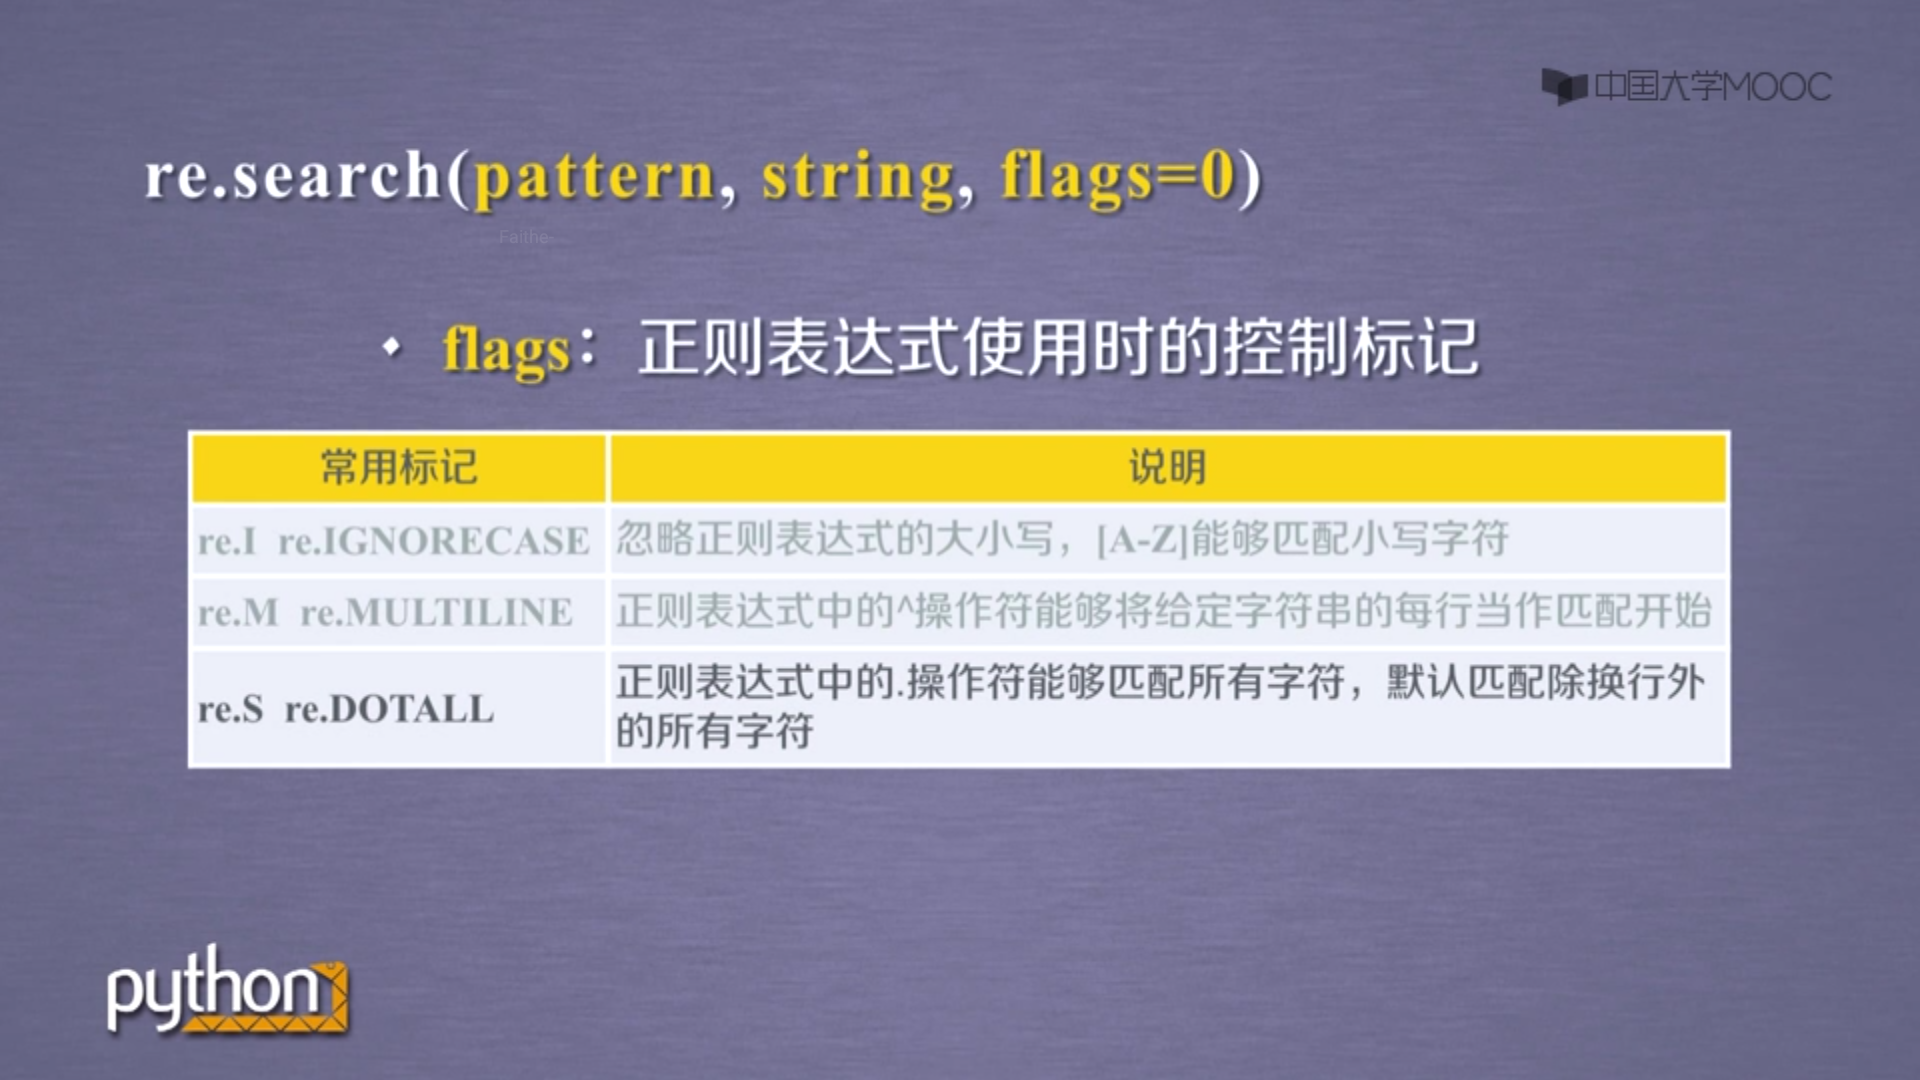 中国大学MOOC
re.search(pattern, string, flags=0)
Faithe-
• flags： 正则表达式使用时的控制标记
常用标记 说明
re.I re.IGNORECASE 忽略正则表达式的大小写，[A-Z]能够匹配小写字符
re.M re.MULTILINE 正则表达式中的^操作符能够将给定字符串的每行当作匹配开始
re.S re.DOTALL 正则表达式中的.操作符能够匹配所有字符，默认匹配除换行外
的所有字符
python